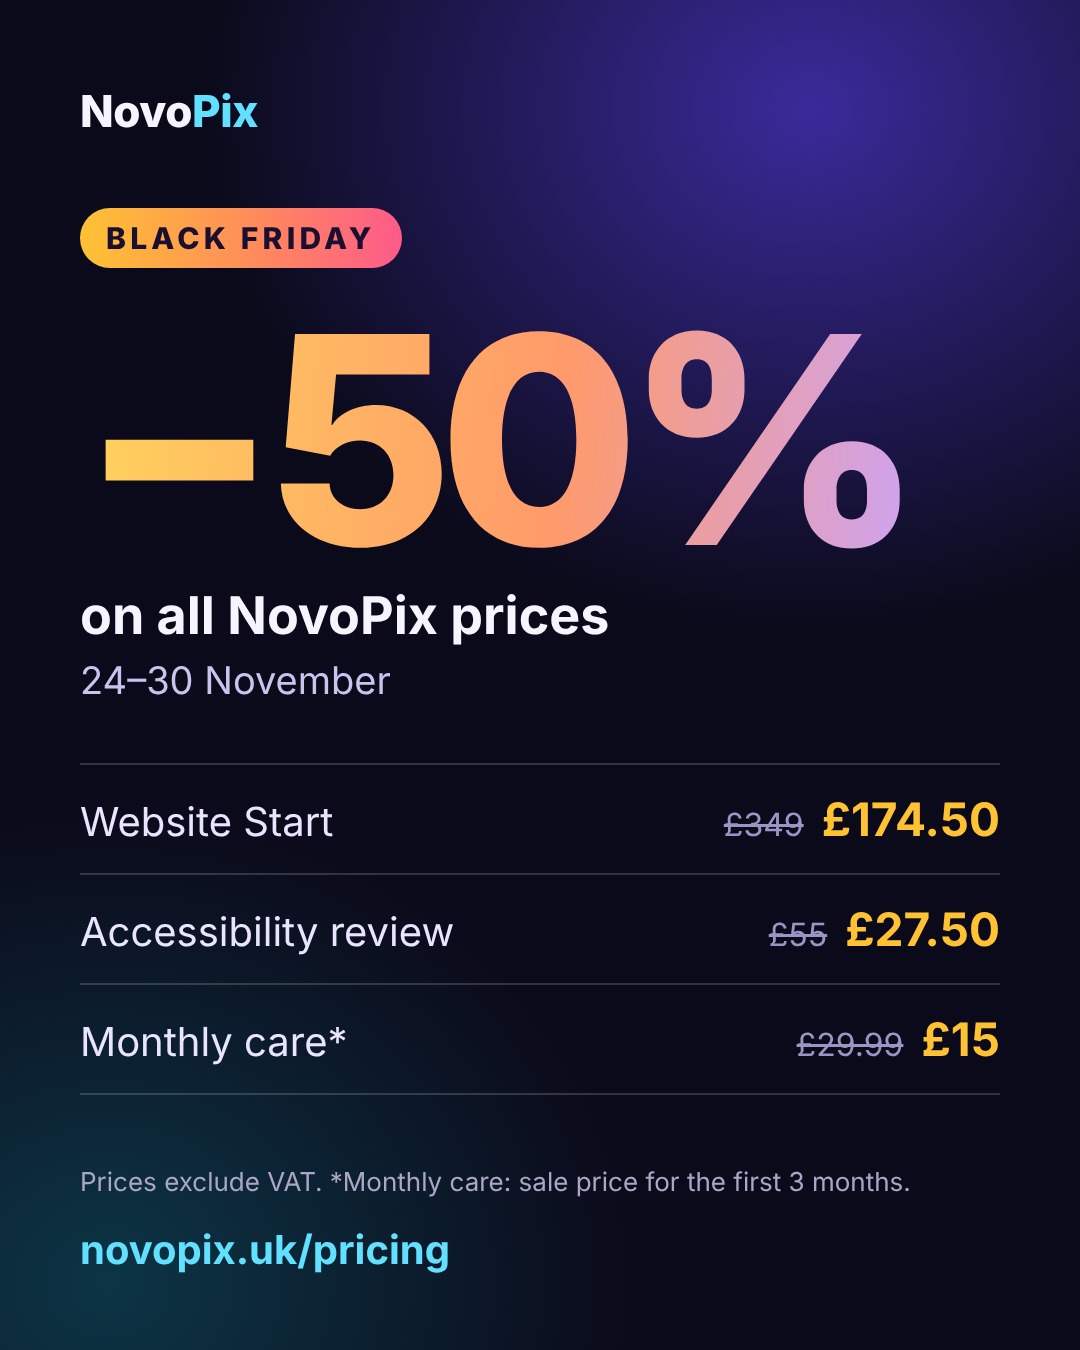 NovoPix
BLACK FRIDAY
–50%
on all NovoPix prices
24–30 November
Website Start £349 £174.50
Accessibility review £55 £27.50
Monthly care* £29.99 £15
Prices exclude VAT. *Monthly care: sale price for the first 3 months.
novopix.uk/pricing